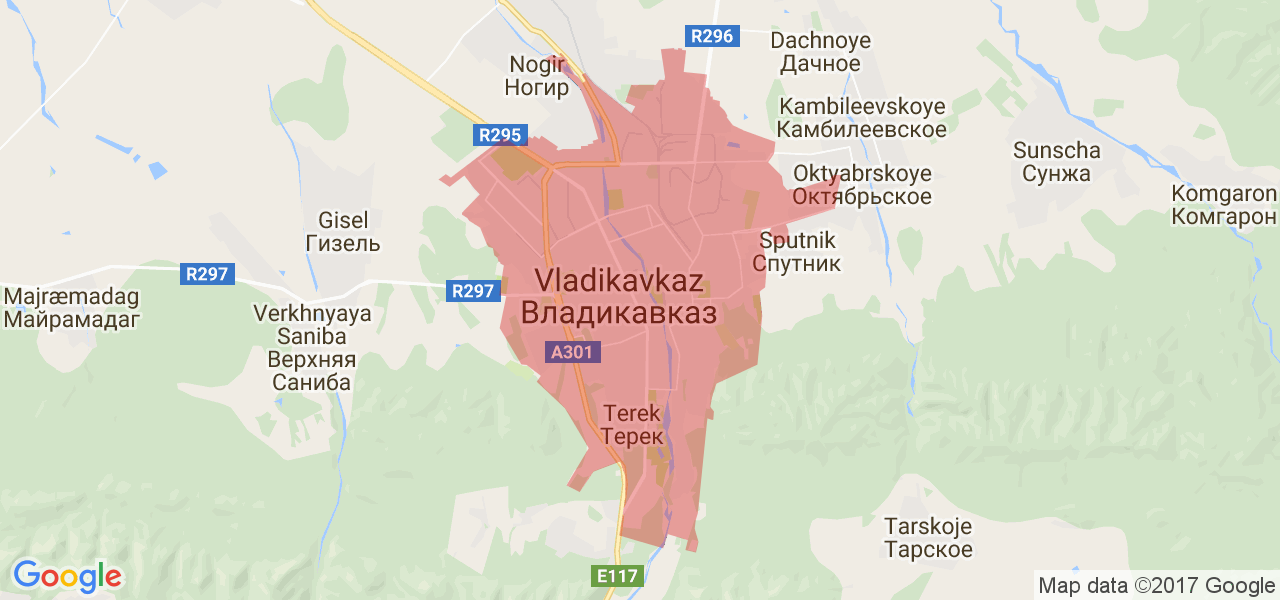 R296
Dachnoye
Дачное
Nogir
Ногир
Kambileevskoye
Камбилеевское
R295
Sunscha
Сунжа
Oktyabrskoye
Октябрьское
Komgaron
Комгарон
Gisel
Гизель
Sputnik
Спутник
R297
R297
Vladikavkaz
Владикавказ
Majræmadag
Майрамадаг
Verkhnyaya
Saniba
Верхняя
Саниба
A301
Terek
Терек
Tarskoje
Тарское
E117
Google
Map data ©2017 Google